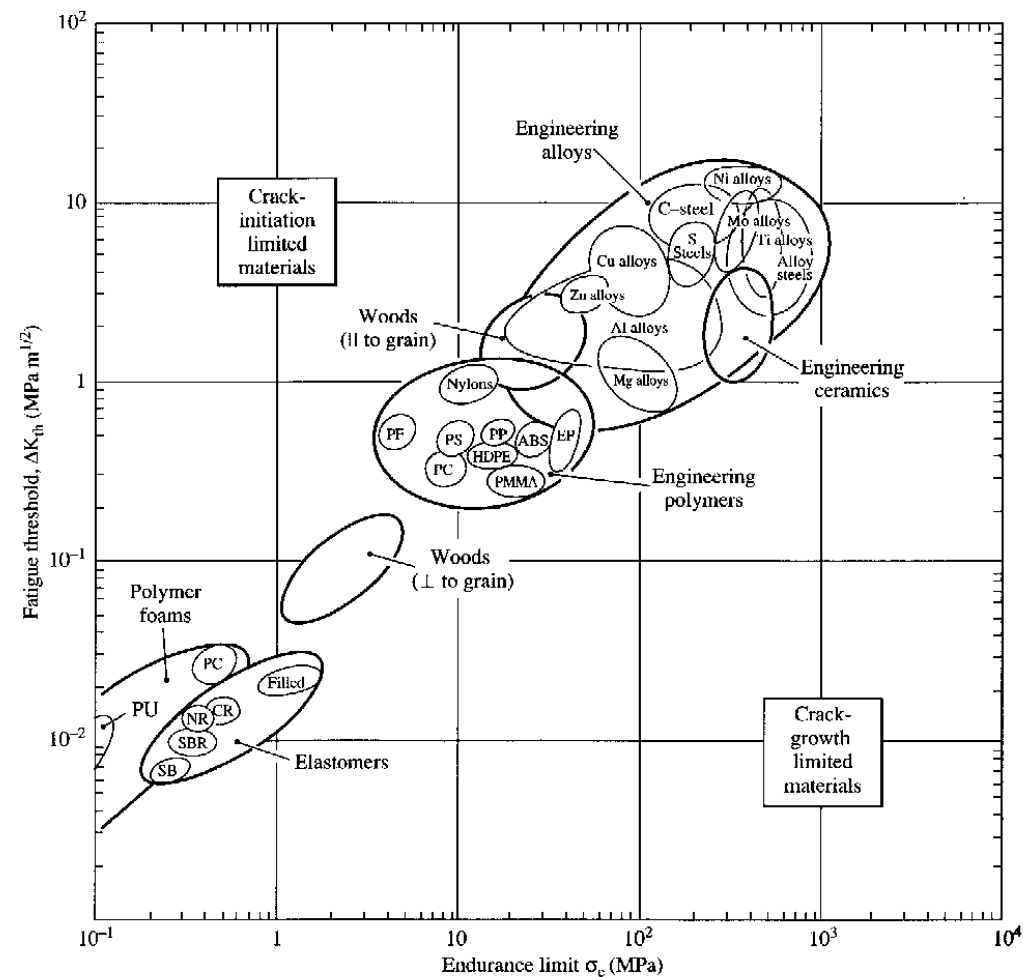 10²
10
1
10⁻¹
10⁻²
Fatigue threshold, ΔK_th (MPa m^1/2)
Crack-
initiation
limited
materials
Engineering
alloys
Ni alloys
C–steel
Mo alloys
S
Steels
Ti alloys
Alloy
steels
Cu alloys
Zn alloys
Al alloys
Mg alloys
Woods
(|| to grain)
Engineering
ceramics
Nylons
PF
PS
PP
ABS
EP
HDPE
PC
PMMA
Engineering
polymers
Woods
(⊥ to grain)
Polymer
foams
PC
PU
Filled
CR
NR
SBR
SB
Elastomers
Crack-
growth
limited
materials
10⁻¹
1
10
10²
10³
10⁴
Endurance limit σ_e (MPa)